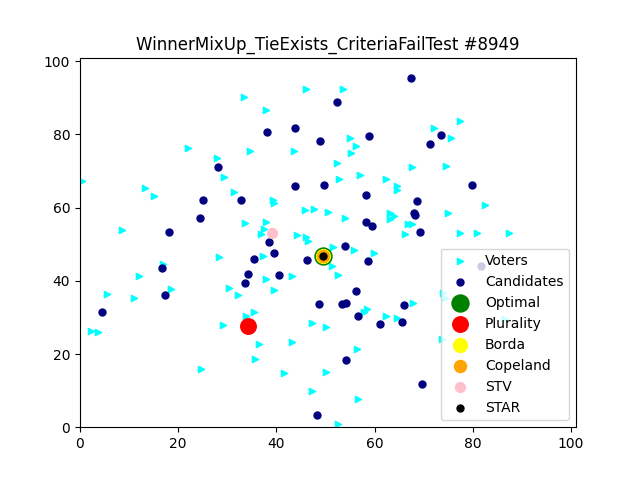 WinnerMixUp_TieExists_CriteriaFailTest #8949
100
80
60
40
20
0
0
20
40
60
80
100
Voters
Candidates
Optimal
Plurality
Borda
Copeland
STV
STAR